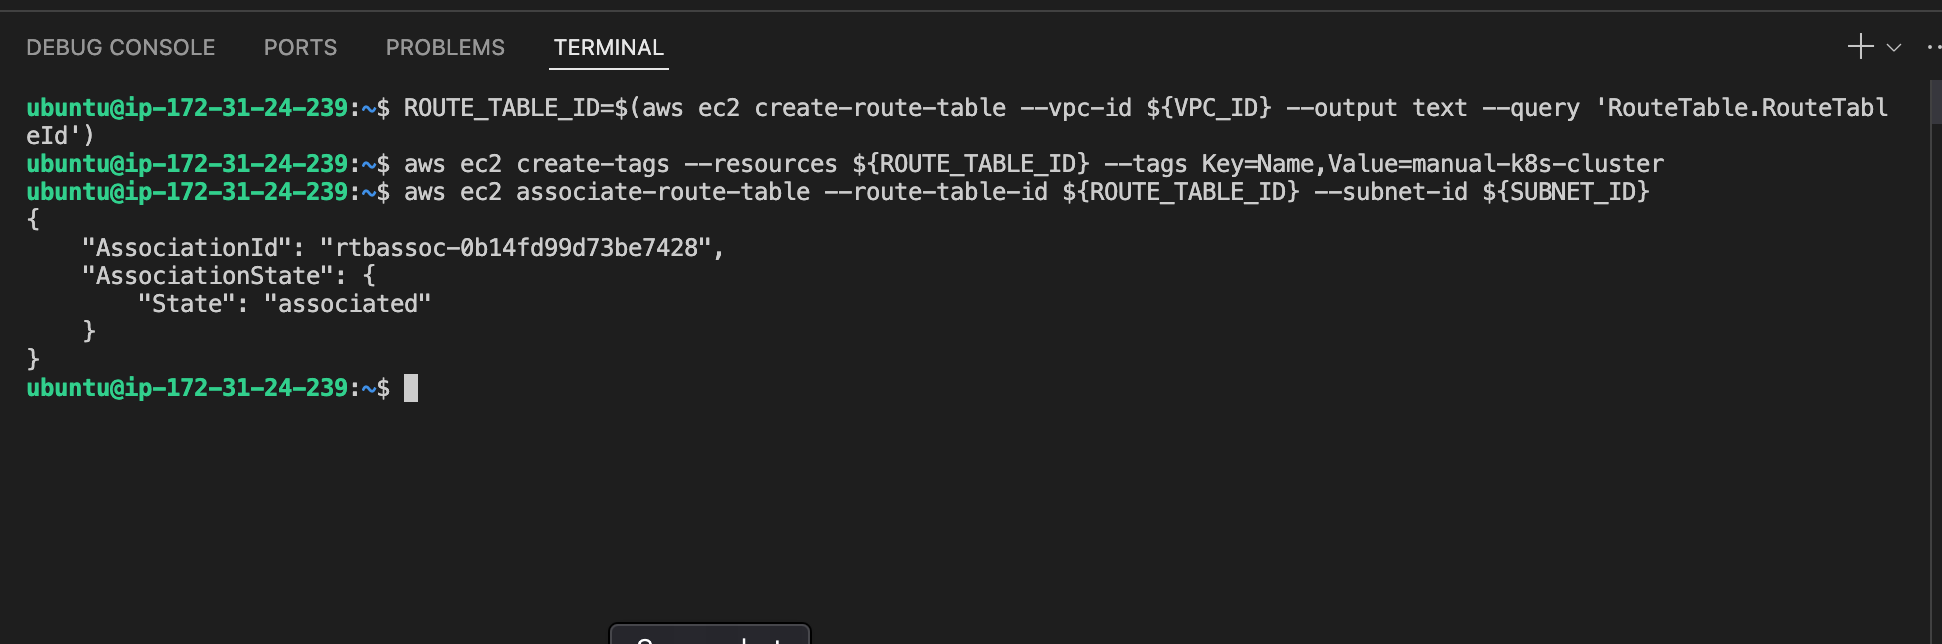 DEBUG CONSOLE PORTS PROBLEMS TERMINAL
ubuntu@ip-172-31-24-239:~$ ROUTE_TABLE_ID=$(aws ec2 create-route-table --vpc-id ${VPC_ID} --output text --query 'RouteTable.RouteTabl
eId')
ubuntu@ip-172-31-24-239:~$ aws ec2 create-tags --resources ${ROUTE_TABLE_ID} --tags Key=Name,Value=manual-k8s-cluster
ubuntu@ip-172-31-24-239:~$ aws ec2 associate-route-table --route-table-id ${ROUTE_TABLE_ID} --subnet-id ${SUBNET_ID}
{
    "AssociationId": "rtbassoc-0b14fd99d73be7428",
    "AssociationState": {
        "State": "associated"
    }
}
ubuntu@ip-172-31-24-239:~$